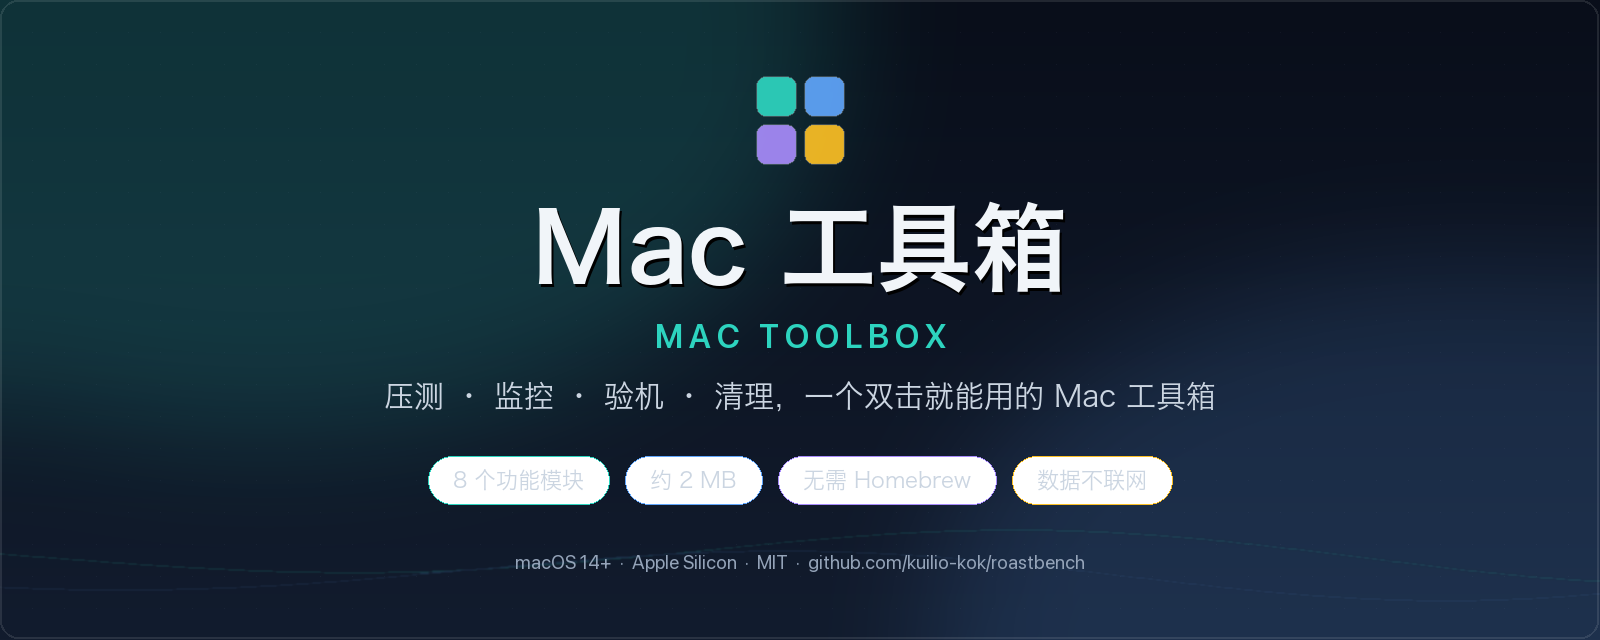 Mac 工具箱
MAC TOOLBOX
压测 · 监控 · 验机 · 清理，一个双击就能用的 Mac 工具箱
8 个功能模块 约 2 MB 无需 Homebrew 数据不联网
macOS 14+ · Apple Silicon · MIT · github.com/kuilio-kok/roastbench